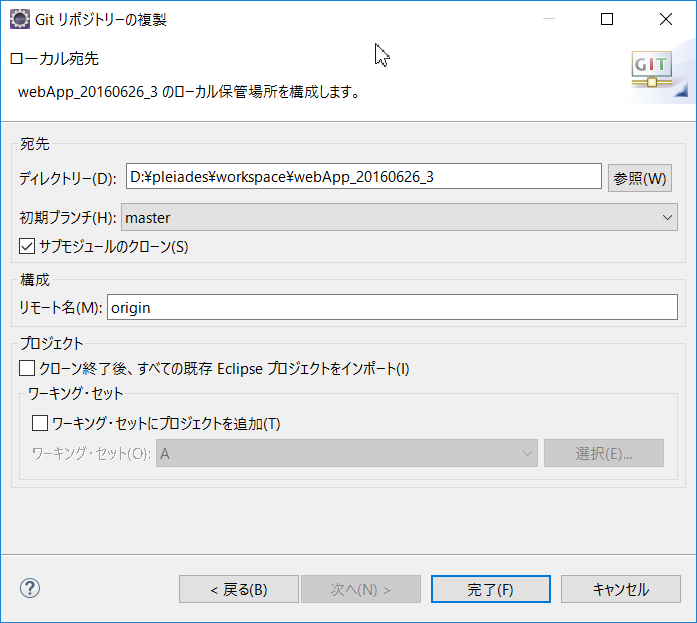 Git リポジトリーの複製
ローカル宛先
GIT
webApp_20160626_3 のローカル保管場所を構成します。
宛先
ディレクトリー(D): D:¥pleiades¥workspace¥webApp_20160626_3 参照(W)
初期ブランチ(H): master
サブモジュールのクローン(S)
構成
リモート名(M): origin
プロジェクト
クローン終了後、すべての既存 Eclipse プロジェクトをインポート(I)
ワーキング・セット
ワーキング・セットにプロジェクトを追加(T)
ワーキング・セット(O): A 選択(E)...
? < 戻る(B) 次へ(N) > 完了(F) キャンセル